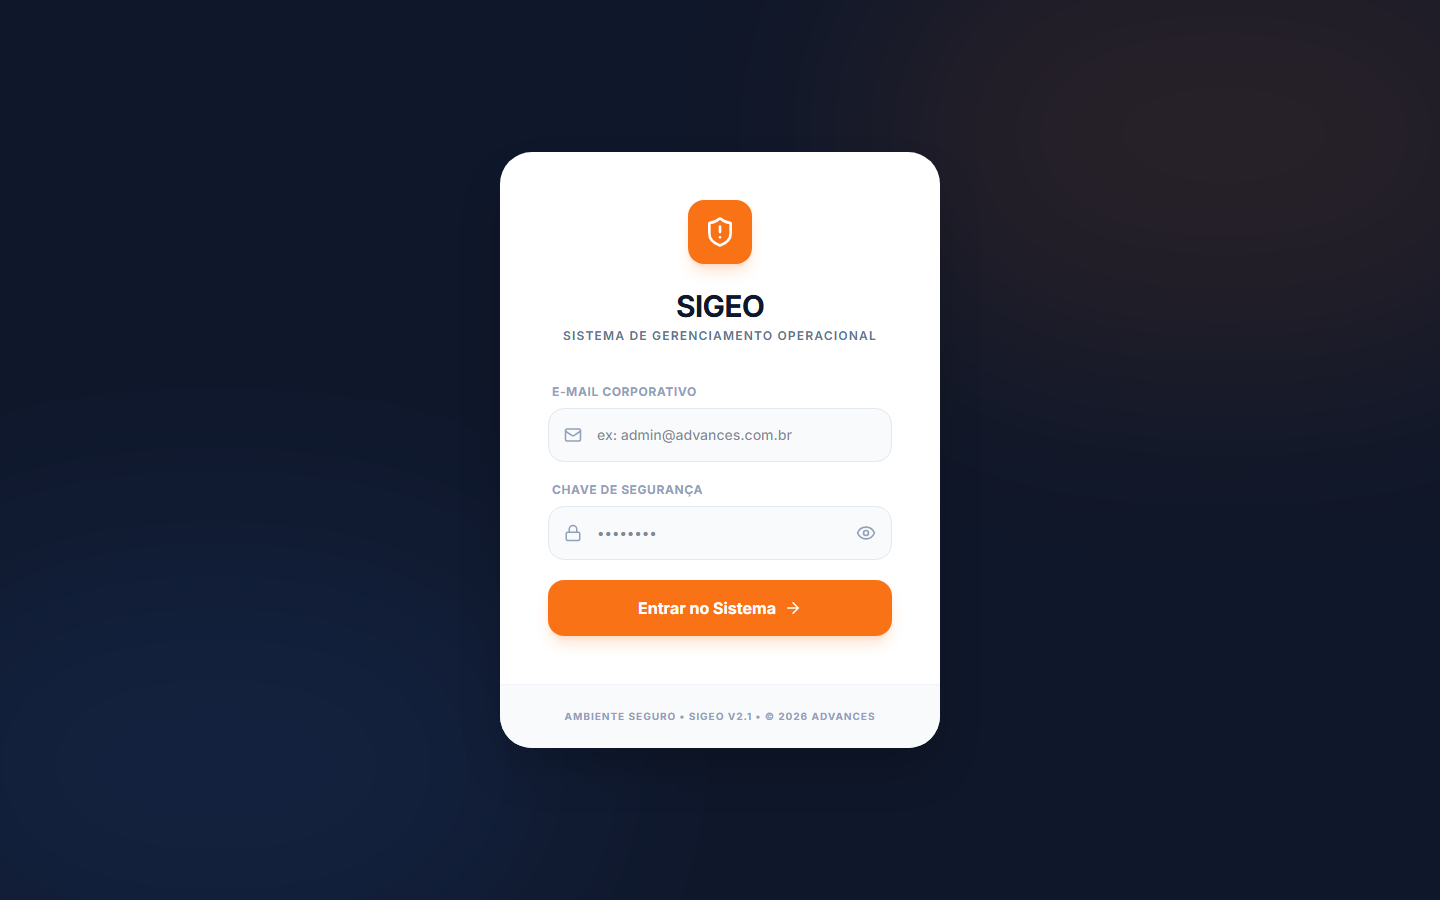 SIGEO
SISTEMA DE GERENCIAMENTO OPERACIONAL
E-MAIL CORPORATIVO
ex: admin@advances.com.br
CHAVE DE SEGURANÇA
••••••••
Entrar no Sistema →
AMBIENTE SEGURO • SIGEO V2.1 • © 2026 ADVANCES